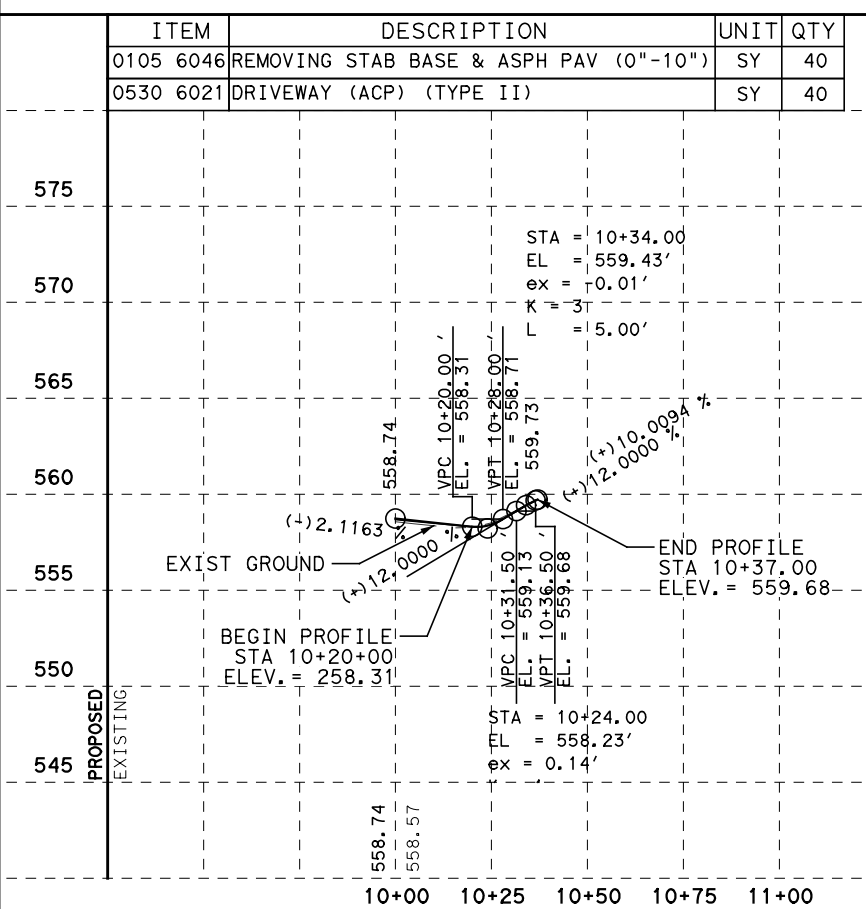 ITEM DESCRIPTION UNIT QTY
0105 6046 REMOVING STAB BASE & ASPH PAV (0"-10") SY 40
0530 6021 DRIVEWAY (ACP) (TYPE II) SY 40
575
570
565
560
555
550
545
STA = 10+34.00
EL = 559.43'
ex = -0.01'
K = 3
L = 5.00'
558.74
VPC 10+20.00 '
EL. = 558.31
VPT 10+28.00 '
EL. = 558.71
559.73
(+)10.0094 %
(+)12.0000 %
(-)2.1163 %
(+)12.0000 %
EXIST GROUND
END PROFILE
STA 10+37.00
ELEV.= 559.68
BEGIN PROFILE
STA 10+20+00
ELEV.= 258.31
VPC 10+31.50 '
EL. = 559.13
VPT 10+36.50 '
EL. = 559.68
STA = 10+24.00
EL = 558.23'
ex = 0.14'
PROPOSED
EXISTING
558.74
558.57
10+00 10+25 10+50 10+75 11+00